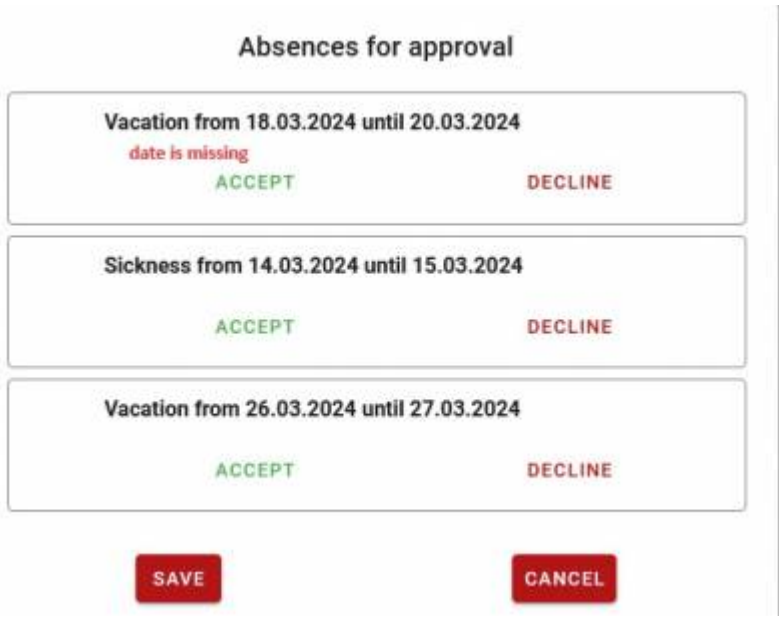 Absences for approval
Vacation from 18.03.2024 until 20.03.2024
date is missing
ACCEPT DECLINE
Sickness from 14.03.2024 until 15.03.2024
ACCEPT DECLINE
Vacation from 26.03.2024 until 27.03.2024
ACCEPT DECLINE
SAVE CANCEL